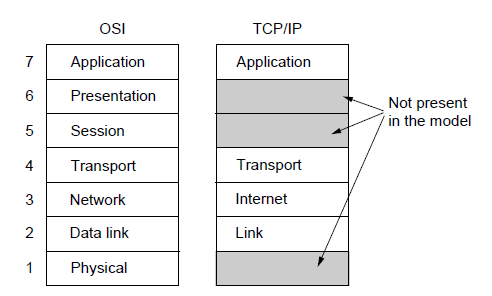 OSI TCP/IP
7 Application Application
6 Presentation
5 Session
4 Transport Transport
3 Network Internet
2 Data link Link
1 Physical
Not present
in the model